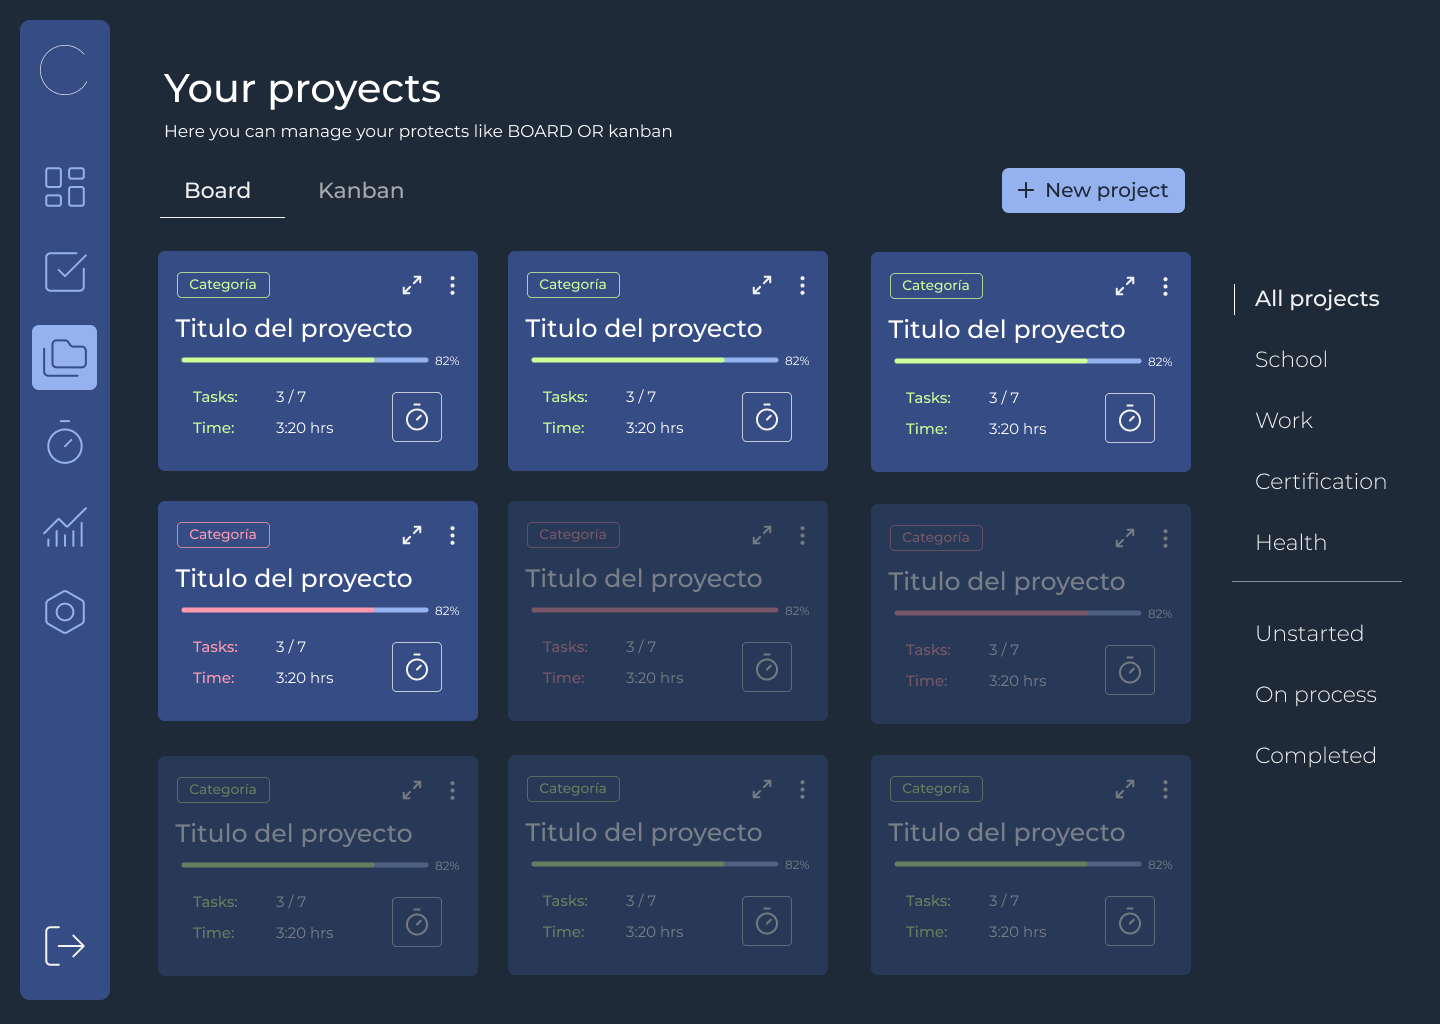 Your proyects
Here you can manage your protects like BOARD OR kanban
Board
Kanban
+ New project
Categoría
Titulo del proyecto
82%
Tasks: 3 / 7
Time: 3:20 hrs
Categoría
Titulo del proyecto
82%
Tasks: 3 / 7
Time: 3:20 hrs
Categoría
Titulo del proyecto
82%
Tasks: 3 / 7
Time: 3:20 hrs
Categoría
Titulo del proyecto
82%
Tasks: 3 / 7
Time: 3:20 hrs
Categoría
Titulo del proyecto
82%
Tasks: 3 / 7
Time: 3:20 hrs
Categoría
Titulo del proyecto
82%
Tasks: 3 / 7
Time: 3:20 hrs
Categoría
Titulo del proyecto
82%
Tasks: 3 / 7
Time: 3:20 hrs
Categoría
Titulo del proyecto
82%
Tasks: 3 / 7
Time: 3:20 hrs
Categoría
Titulo del proyecto
82%
Tasks: 3 / 7
Time: 3:20 hrs
All projects
School
Work
Certification
Health
Unstarted
On process
Completed